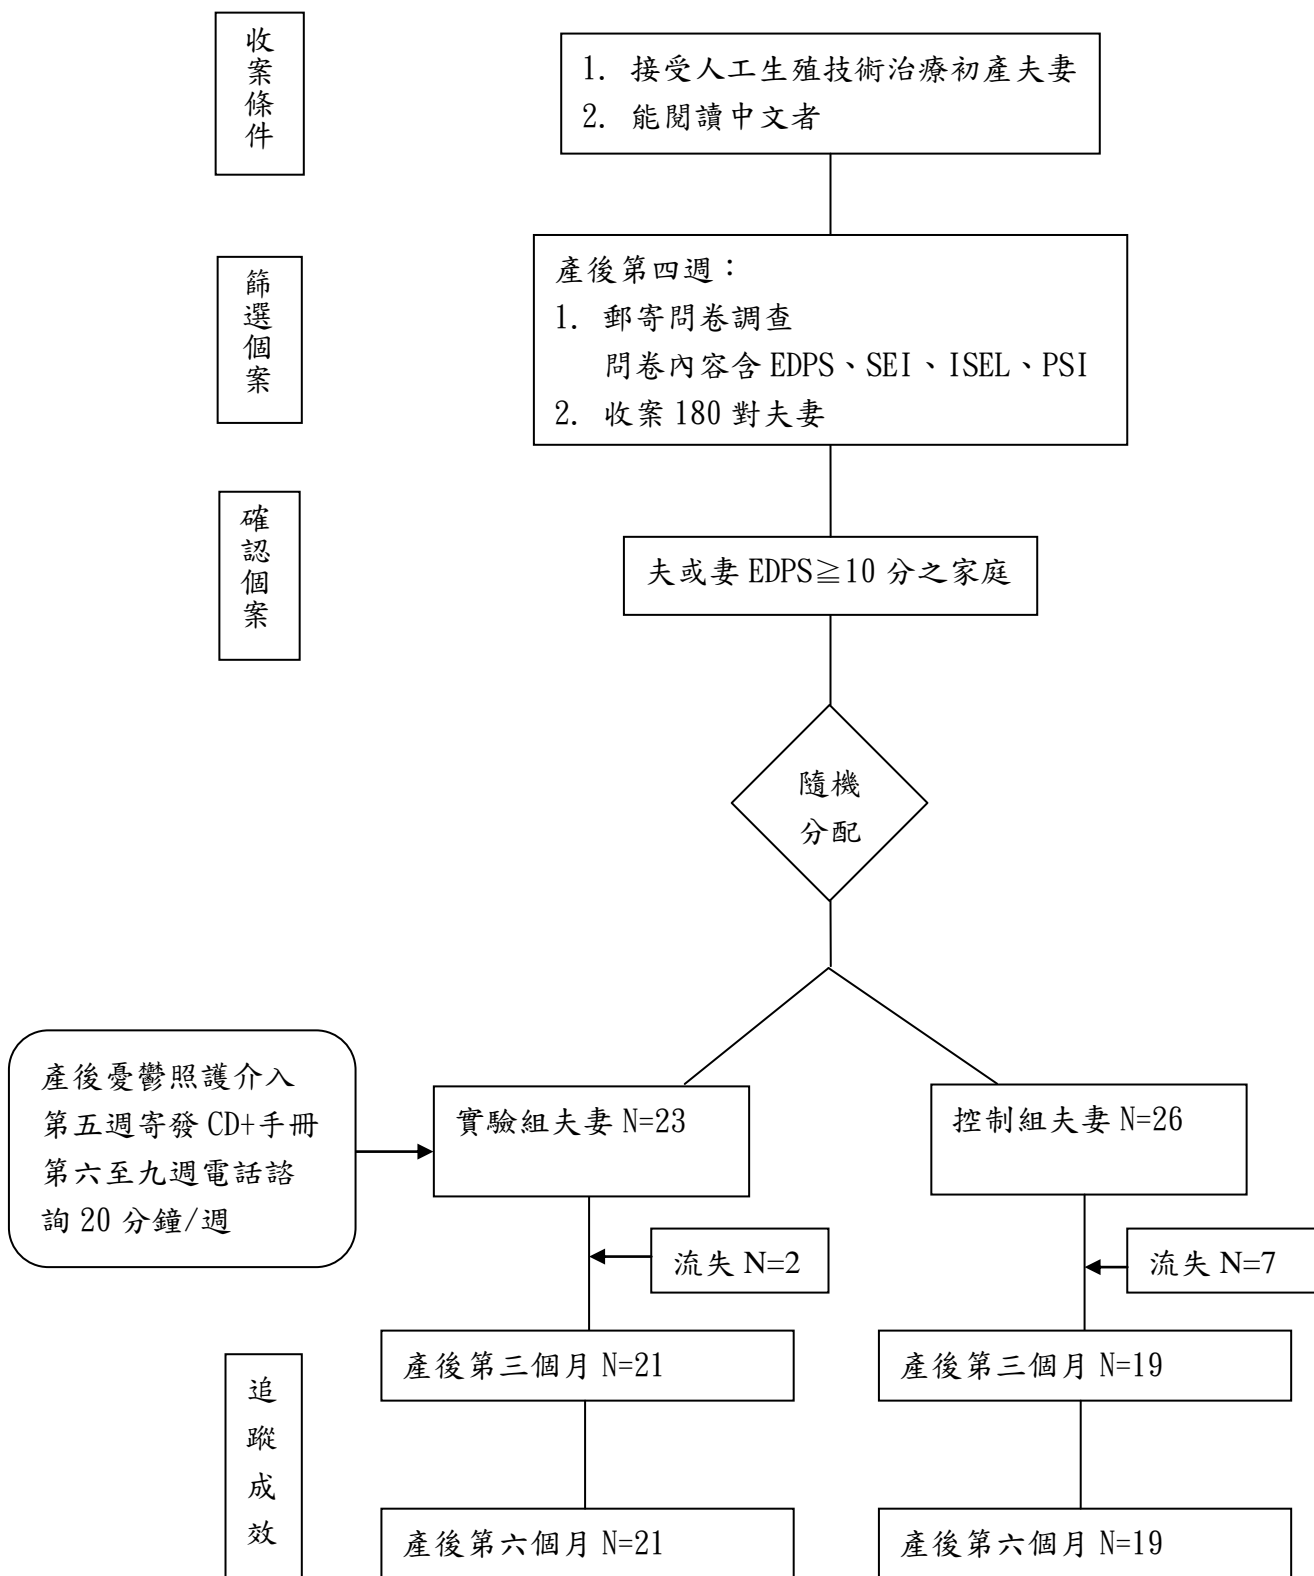 收案條件
1. 接受人工生殖技術治療初產夫妻
2. 能閱讀中文者
篩選個案
產後第四週：
1. 郵寄問卷調查
問卷內容含 EDPS、SEI、ISEL、PSI
2. 收案 180 對夫妻
確認個案
夫或妻 EDPS≧10 分之家庭
隨機
分配
產後憂鬱照護介入
第五週寄發 CD+手冊
第六至九週電話諮
詢 20 分鐘/週
實驗組夫妻 N=23
控制組夫妻 N=26
流失 N=2
流失 N=7
追蹤成效
產後第三個月 N=21
產後第三個月 N=19
產後第六個月 N=21
產後第六個月 N=19